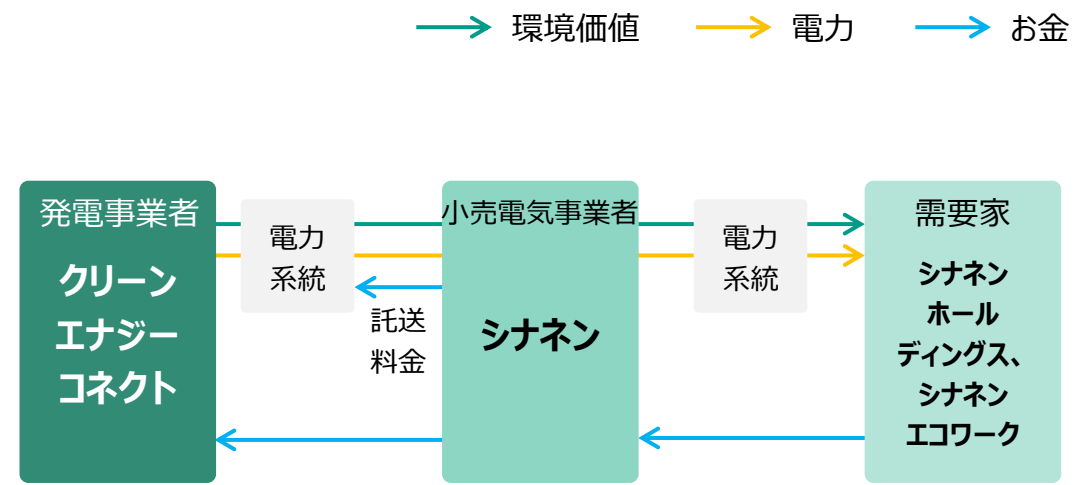 環境価値
電力
お金
発電事業者
クリーン
エナジー
コネクト
電力
系統
託送
料金
小売電気事業者
シナネン
電力
系統
需要家
シナネン
ホール
ディングス、
シナネン
エコワーク